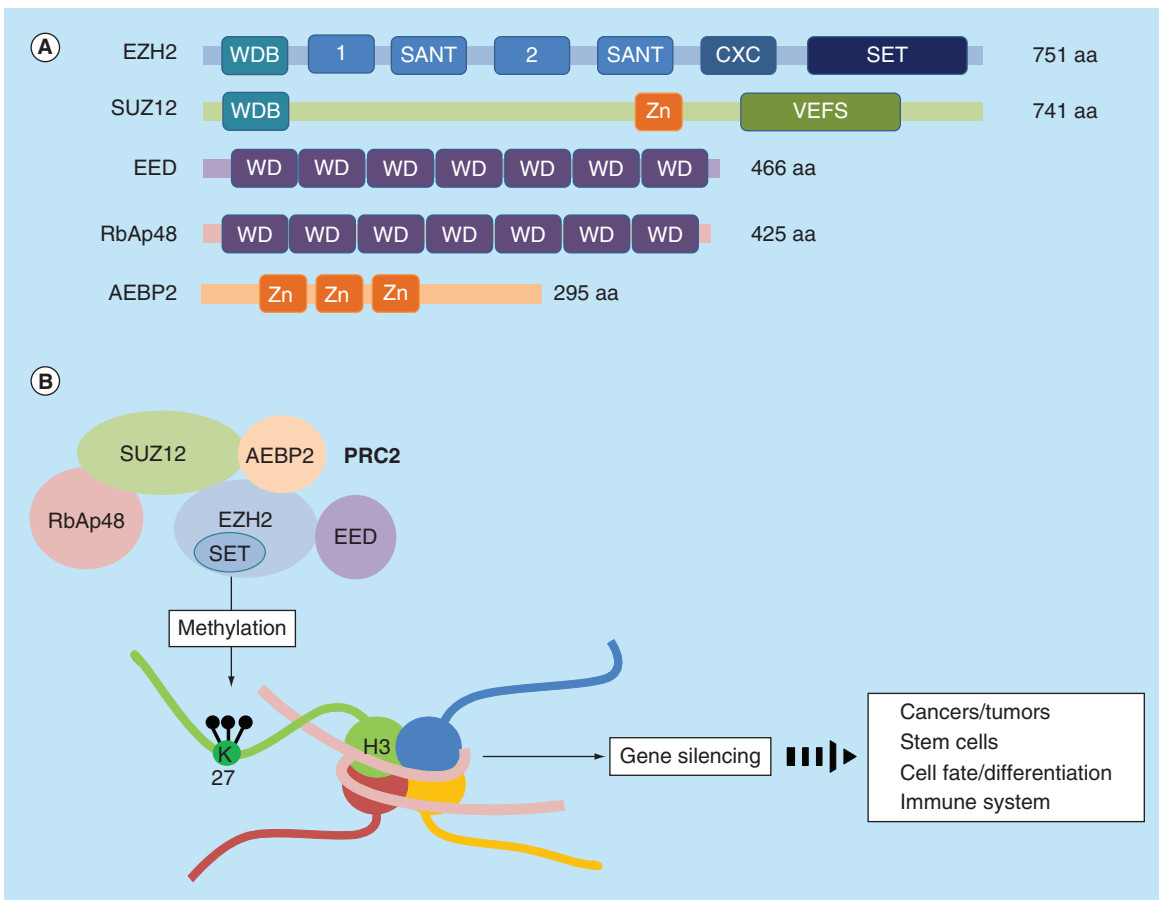 A
EZH2 WDB 1 SANT 2 SANT CXC SET 751 aa
SUZ12 WDB Zn VEFS 741 aa
EED WD WD WD WD WD WD WD 466 aa
RbAp48 WD WD WD WD WD WD WD 425 aa
AEBP2 Zn Zn Zn 295 aa
B
SUZ12 AEBP2 PRC2
RbAp48 EZH2 EED
SET
Methylation
K
27
H3
Gene silencing
Cancers/tumors
Stem cells
Cell fate/differentiation
Immune system